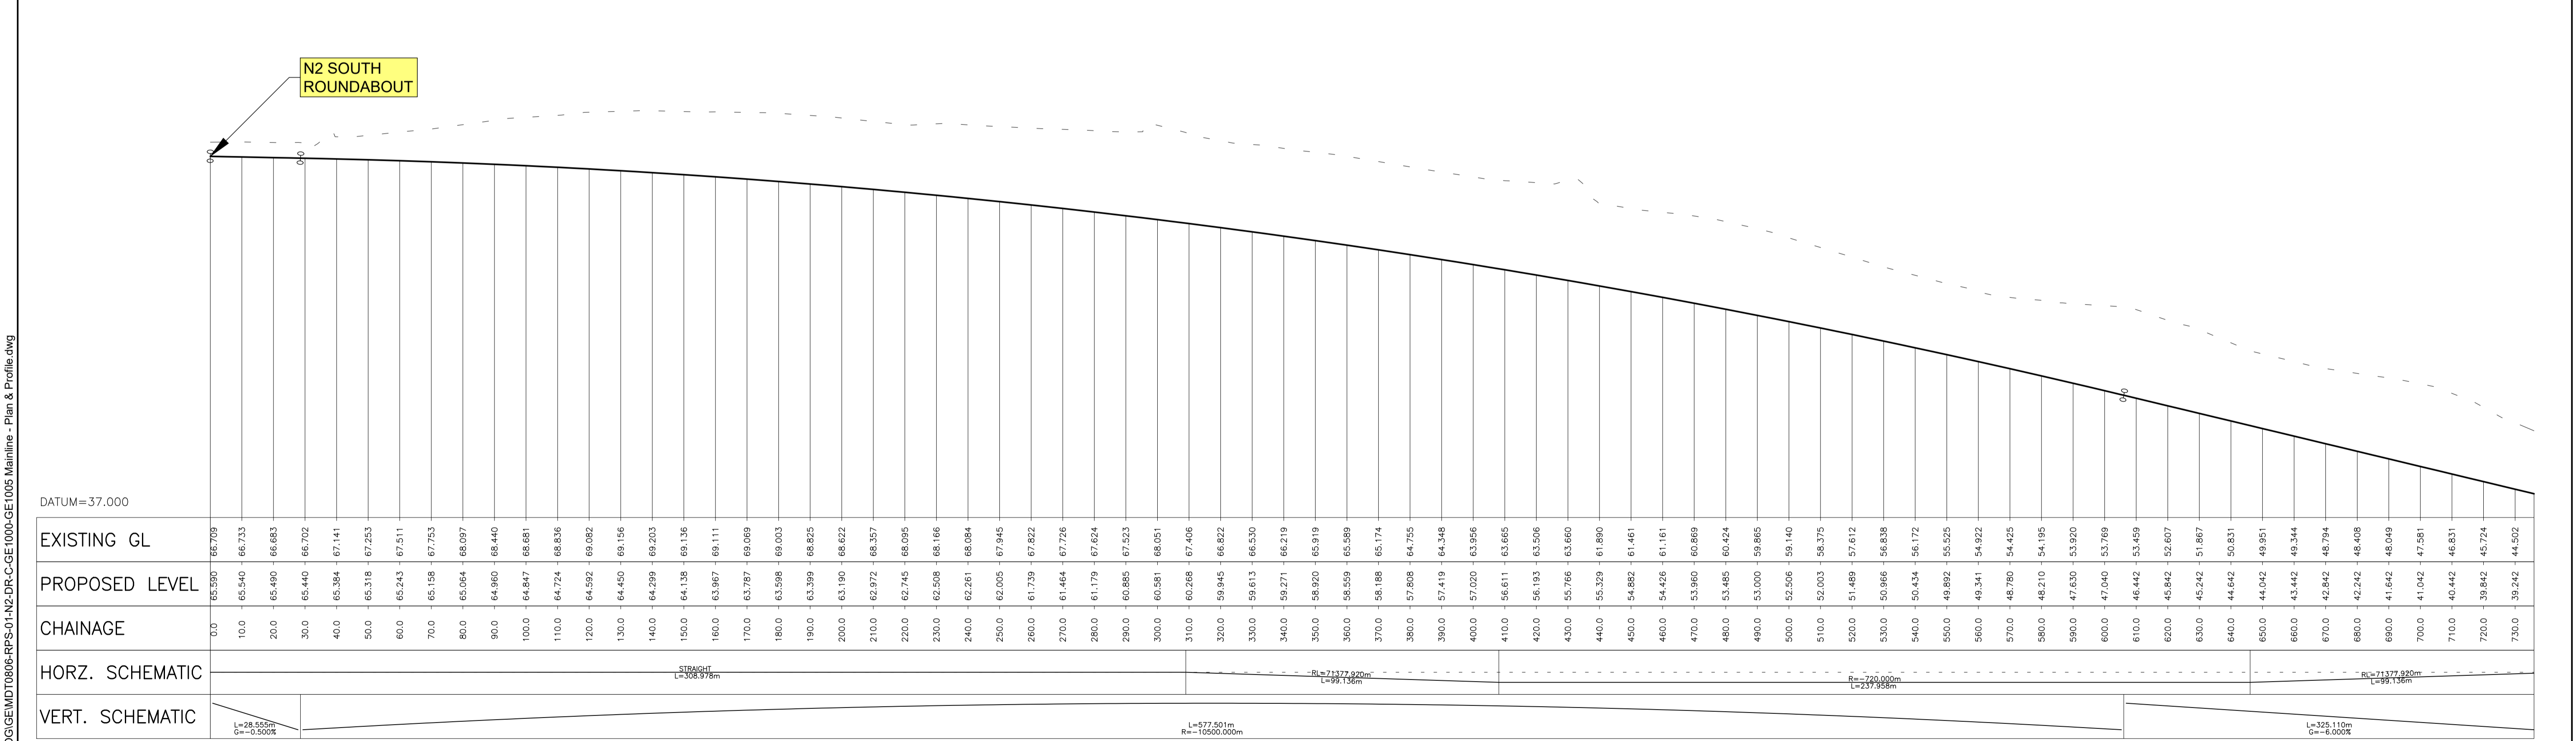 N2 SOUTH
ROUNDABOUT
0-0
0-0
0-0
DATUM=37.000
EXISTING GL 66.709 66.733 66.683 66.702 67.141 67.253 67.511 67.753 68.097 68.440 68.681 68.836 69.082 69.156 69.203 69.136 69.111 69.069 69.003 68.825 68.622 68.357 68.095 68.166 68.084 67.945 67.822 67.726 67.624 67.523 68.051 67.406 66.822 66.530 66.219 65.919 65.589 65.174 64.755 64.348 63.956 63.665 63.506 63.660 61.890 61.461 61.161 60.869 60.424 59.865 59.140 58.375 57.612 56.838 56.172 55.525 54.922 54.425 54.195 53.920 53.769 53.459 52.607 51.867 50.831 49.951 49.344 48.794 48.408 48.049 47.581 46.831 45.724 44.502
PROPOSED LEVEL 65.590 65.540 65.490 65.440 65.384 65.318 65.243 65.158 65.064 64.960 64.847 64.724 64.592 64.450 64.299 64.138 63.967 63.787 63.598 63.399 63.190 62.972 62.745 62.508 62.261 62.005 61.739 61.464 61.179 60.885 60.581 60.268 59.945 59.613 59.271 58.920 58.559 58.188 57.808 57.419 57.020 56.611 56.193 55.766 55.329 54.882 54.426 53.960 53.485 53.000 52.506 52.003 51.489 50.966 50.434 49.892 49.341 48.780 48.210 47.630 47.040 46.442 45.842 45.242 44.642 44.042 43.442 42.842 42.242 41.642 41.042 40.442 39.842 39.242
CHAINAGE 0.0 10.0 20.0 30.0 40.0 50.0 60.0 70.0 80.0 90.0 100.0 110.0 120.0 130.0 140.0 150.0 160.0 170.0 180.0 190.0 200.0 210.0 220.0 230.0 240.0 250.0 260.0 270.0 280.0 290.0 300.0 310.0 320.0 330.0 340.0 350.0 360.0 370.0 380.0 390.0 400.0 410.0 420.0 430.0 440.0 450.0 460.0 470.0 480.0 490.0 500.0 510.0 520.0 530.0 540.0 550.0 560.0 570.0 580.0 590.0 600.0 610.0 620.0 630.0 640.0 650.0 660.0 670.0 680.0 690.0 700.0 710.0 720.0 730.0
HORZ. SCHEMATIC
STRAIGHT
L=308.978m
RL=71377.920m
L=99.136m
R=-720.000m
L=237.958m
RL=71377.920m
L=99.136m
VERT. SCHEMATIC
L=28.555m
G=-0.500%
L=577.501m
R=-10500.000m
L=325.110m
G=-6.000%
GE\MDT0806-RPS-01-N2-DR-C-GE1000-GE1005 Mainline - Plan & Profile.dwg